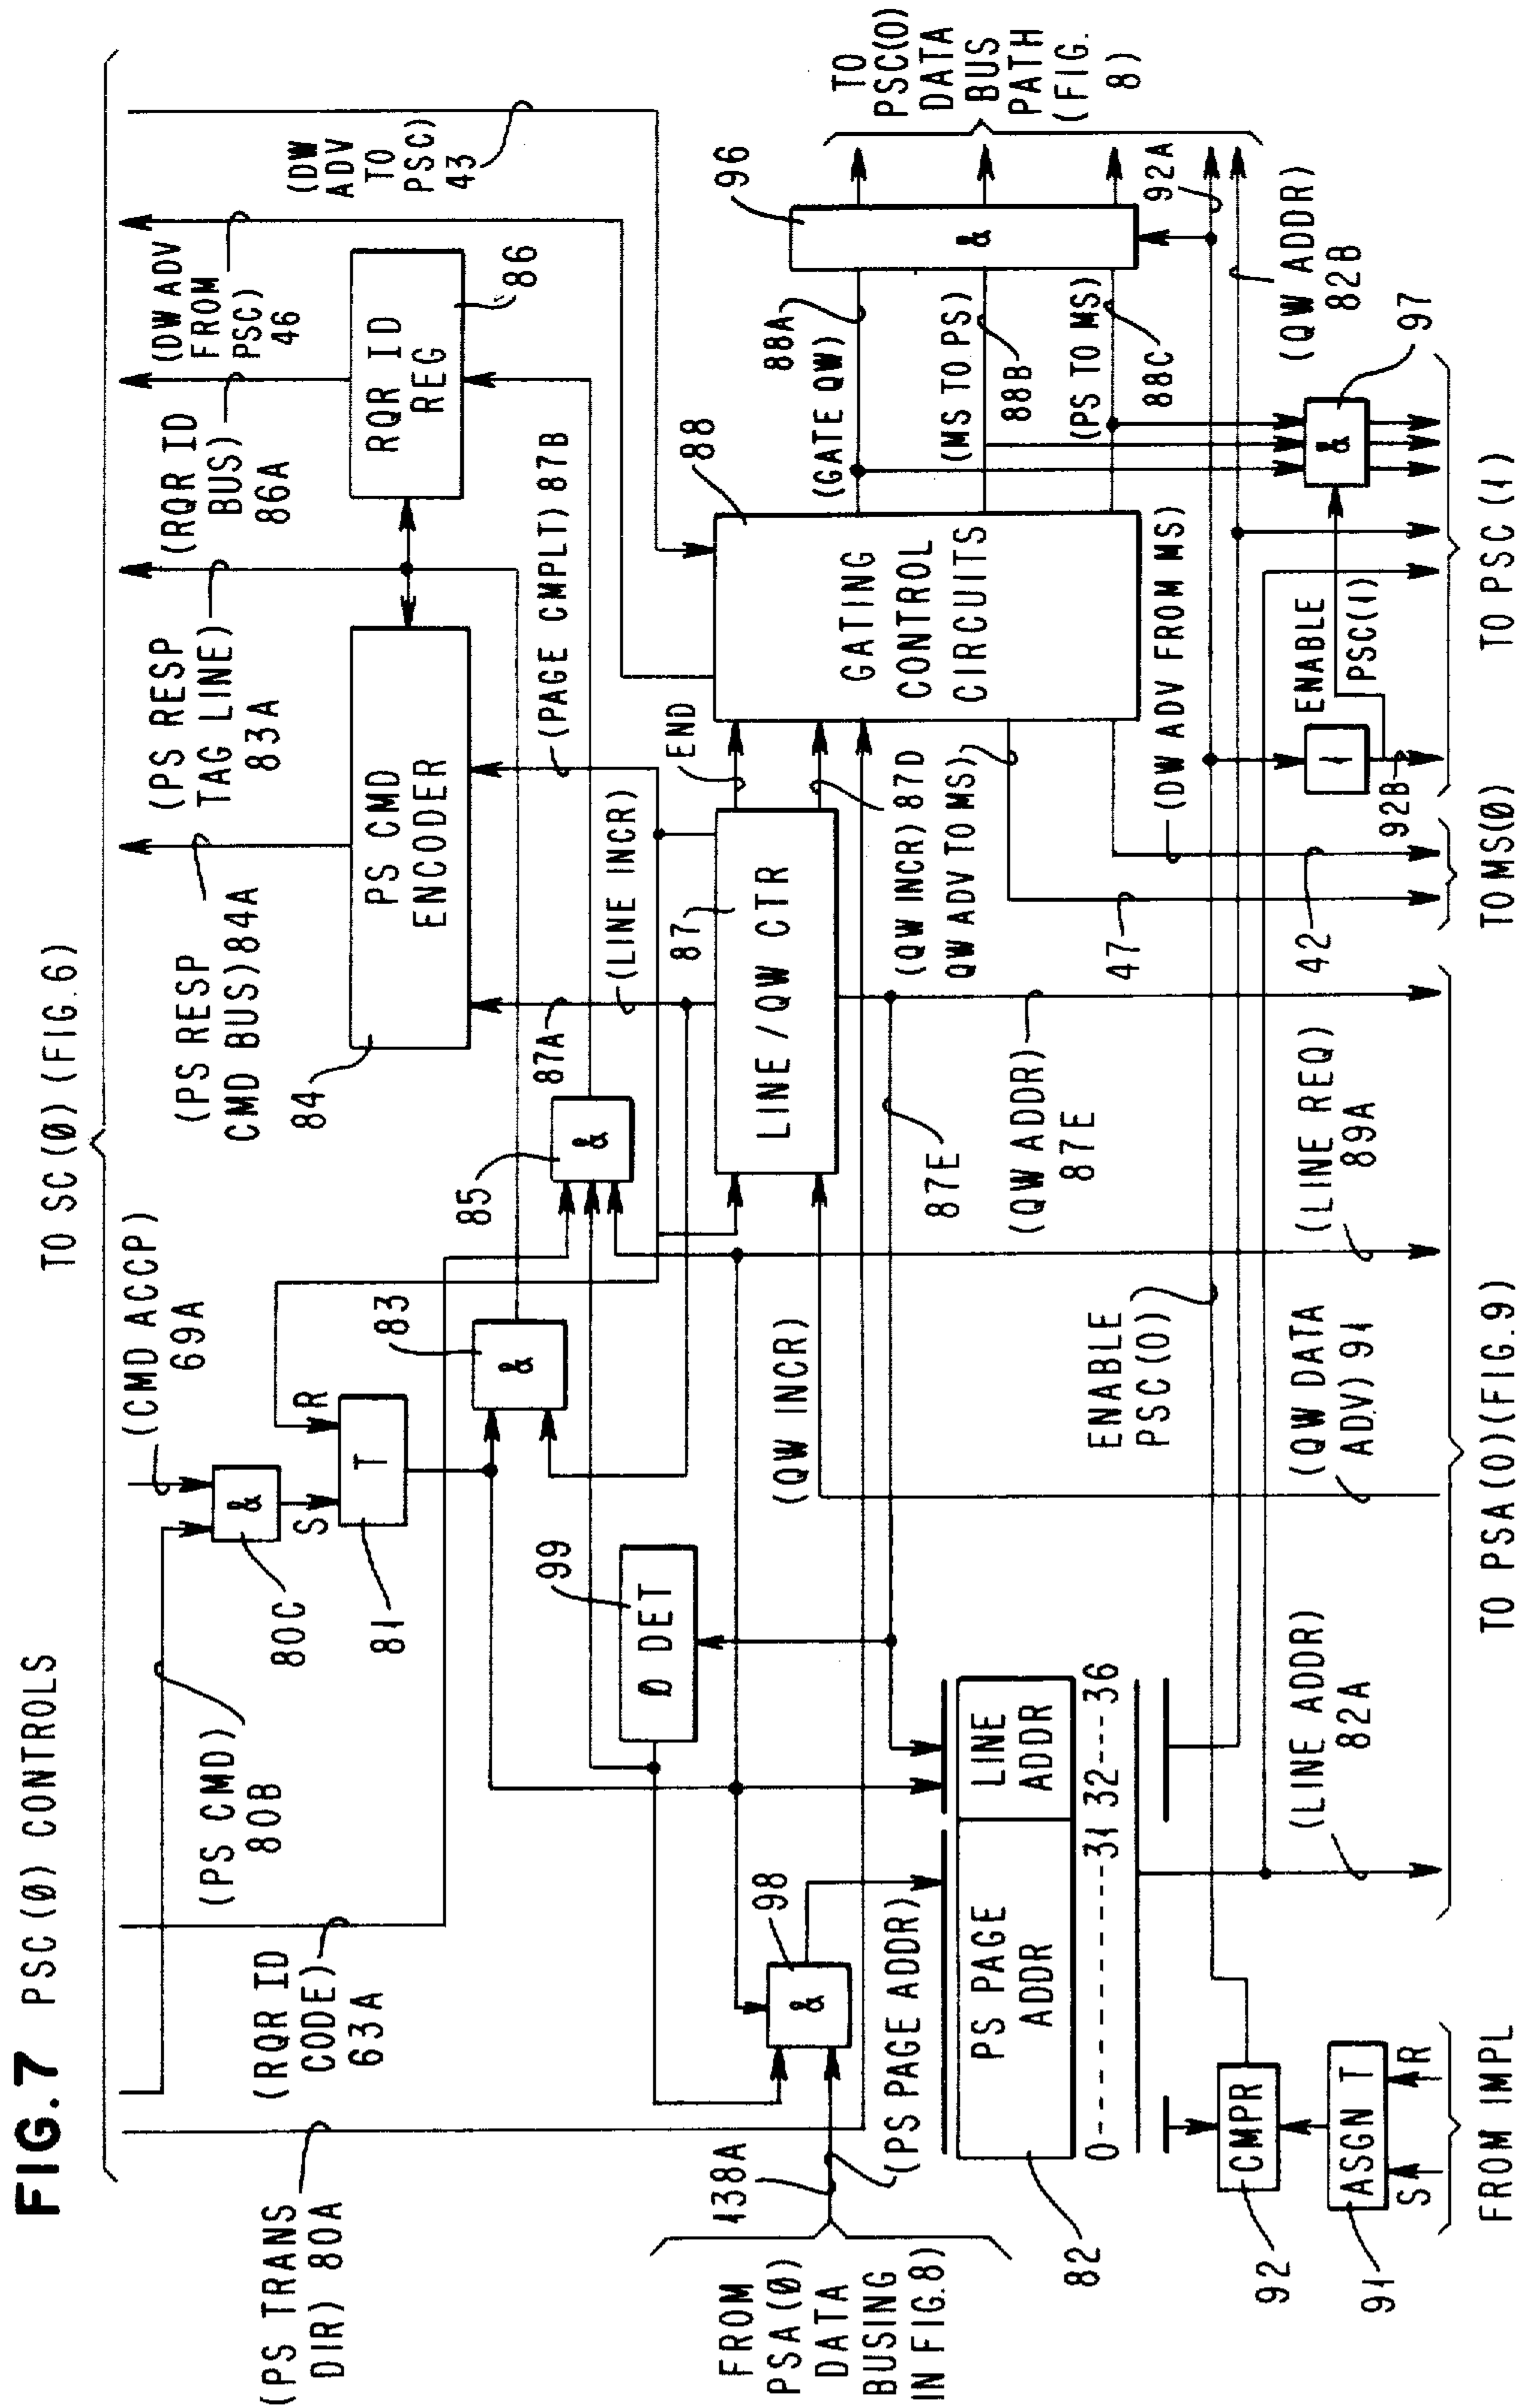 FIG.7 PSC(Ø) CONTROLS
TO SC(Ø)(FIG.6)
(PS TRANS
DIR) 80A
(RQR ID
CODE)
63A
(PS CMD)
80B
(CMD ACCP)
69A
80C
&
S
R
T
81
83
&
85
&
(PS RESP
CMD BUS)84A
84
PS CMD
ENCODER
(PS RESP
TAG LINE)
83A
(RQR ID
BUS)
86A
RQR ID
REG
86
(DW ADV
FROM
PSC)
46
(DW
ADV
TO
PSC)
43
87A
(LINE INCR)
(PAGE CMPLT) 87B
99
Ø DET
98
&
138A
FROM
PSA(Ø)
DATA
BUSING
IN FIG.8)
(PS PAGE ADDR)
PS PAGE
ADDR
LINE
ADDR
0------31 32---36
82
(QW INCR)
87
LINE/QW CTR
END
(QW INCR) 87D
QW ADV TO MS)
88
GATING
CONTROL
CIRCUITS
(GATE QW)
88A
(MS TO PS)
88B
(PS TO MS)
88C
96
&
TO
PSC(0)
DATA
BUS
PATH
(FIG.
8)
92A
(QW ADDR)
82B
97
&
(DW ADV FROM MS)
87E
(QW ADDR)
87E
47
42
ENABLE
PSC(0)
ENABLE
PSC(1)
1
92B
(LINE ADDR)
82A
(QW DATA
ADV) 91
(LINE REQ)
89A
CMPR
92
ASGN T
91
S
R
FROM IMPL
TO PSA(0)(FIG.9)
TO MS(Ø)
TO PSC(1)